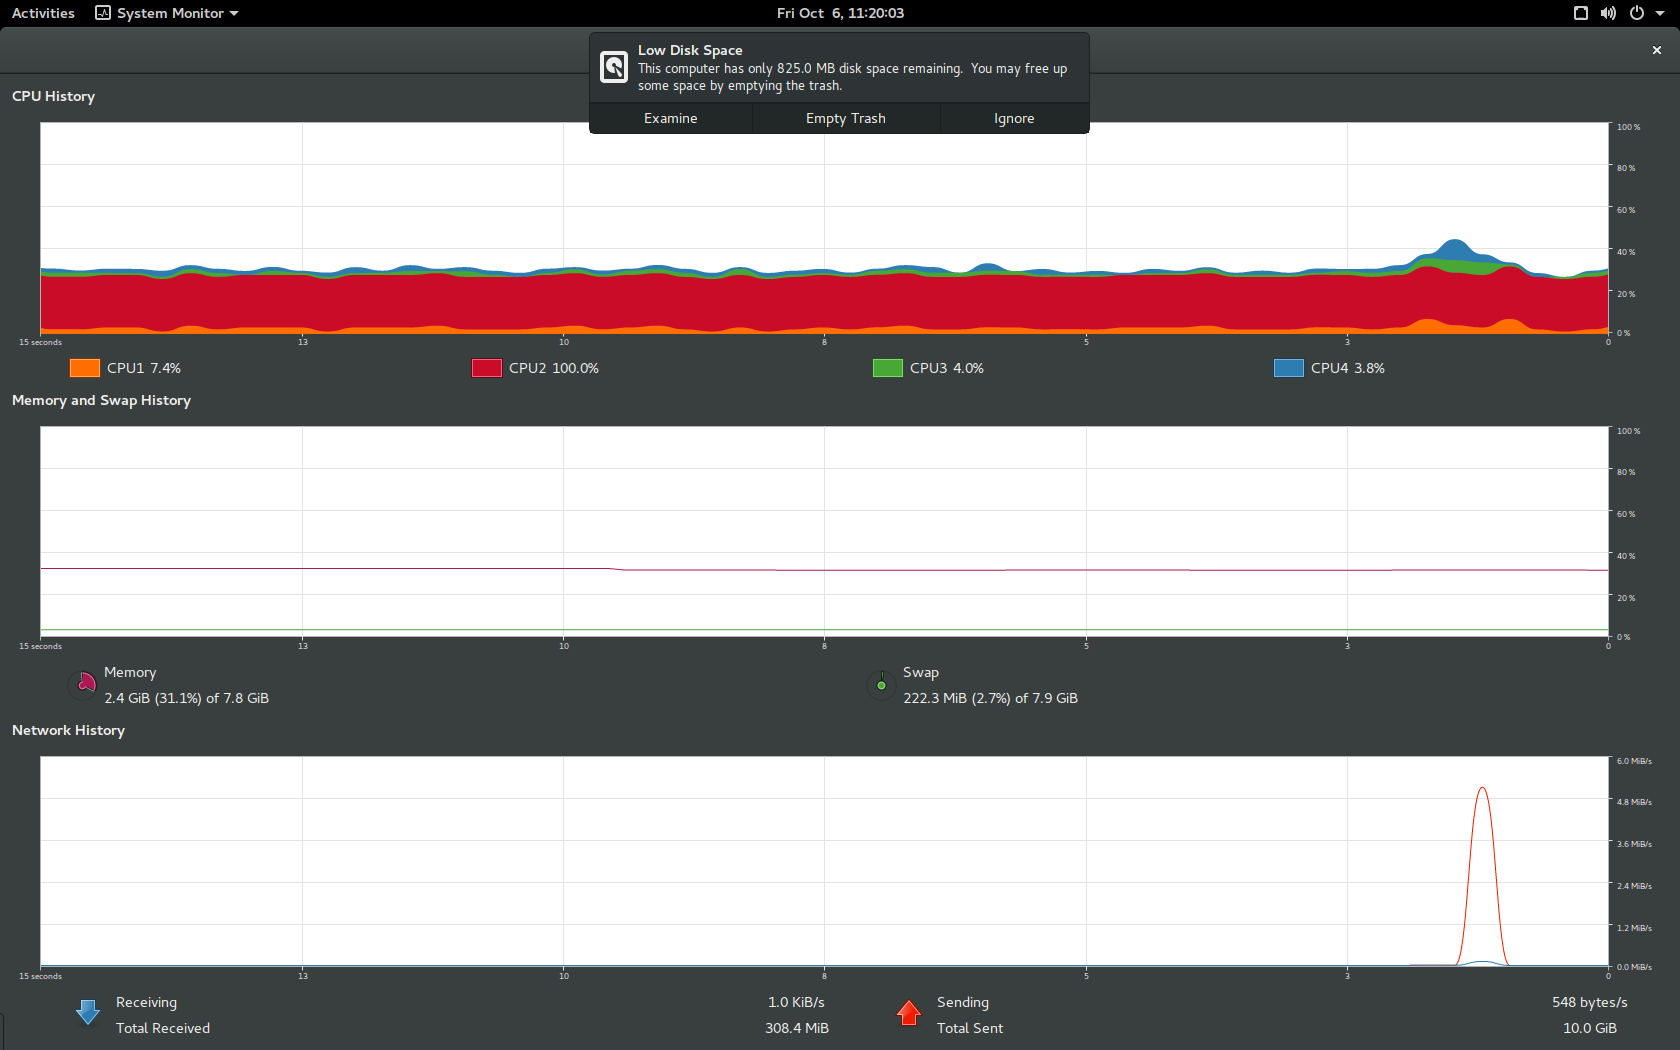 Activities System Monitor Fri Oct 6, 11:20:03
Low Disk Space
This computer has only 825.0 MB disk space remaining. You may free up
some space by emptying the trash.
Examine Empty Trash Ignore
CPU History
100 %
80 %
60 %
40 %
20 %
0 %
15 seconds 13 10 8 5 3 0
CPU1 7.4% CPU2 100.0% CPU3 4.0% CPU4 3.8%
Memory and Swap History
100 %
80 %
60 %
40 %
20 %
0 %
15 seconds 13 10 8 5 3 0
Memory
2.4 GiB (31.1%) of 7.8 GiB
Swap
222.3 MiB (2.7%) of 7.9 GiB
Network History
6.0 MiB/s
4.8 MiB/s
3.6 MiB/s
2.4 MiB/s
1.2 MiB/s
0.0 MiB/s
15 seconds 13 10 8 5 3 0
Receiving 1.0 KiB/s
Total Received 308.4 MiB
Sending 548 bytes/s
Total Sent 10.0 GiB